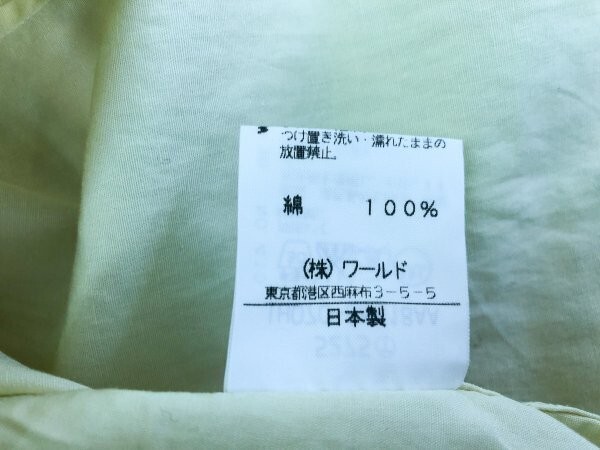 つけ置き洗い・濡れたままの
放置禁止。
綿 100%
(株)ワールド
東京都港区西麻布3-5-5
日本製